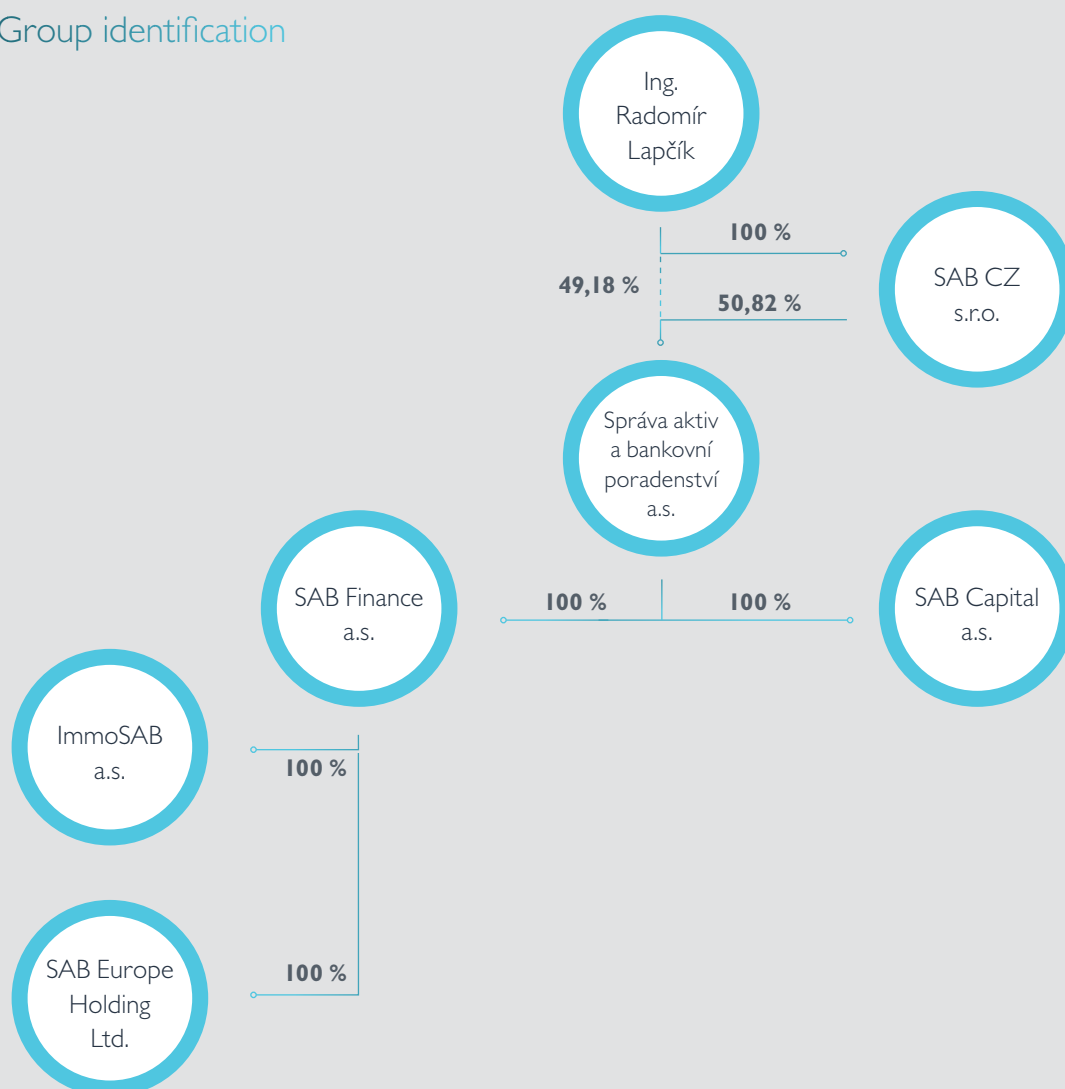 Group identification
Ing.
Radomír
Lapčík
100 %
49,18 %
50,82 %
SAB CZ
s.r.o.
Správa aktiv
a bankovní
poradenství
a.s.
SAB Finance
a.s.
100 %
100 %
SAB Capital
a.s.
ImmoSAB
a.s.
100 %
SAB Europe
Holding
Ltd.
100 %